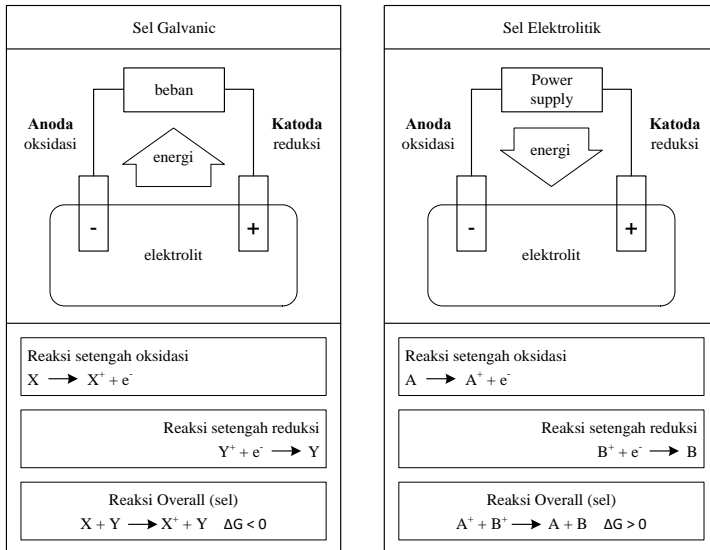 Sel Galvanic
beban
Anoda
oksidasi
Katoda
reduksi
energi
-
+
elektrolit
Reaksi setengah oksidasi
X ⟶ X⁺ + e⁻
Reaksi setengah reduksi
Y⁺ + e⁻ ⟶ Y
Reaksi Overall (sel)
X + Y ⟶ X⁺ + Y ΔG < 0
Sel Elektrolitik
Power
supply
Anoda
oksidasi
Katoda
reduksi
energi
-
+
elektrolit
Reaksi setengah oksidasi
A ⟶ A⁺ + e⁻
Reaksi setengah reduksi
B⁺ + e⁻ ⟶ B
Reaksi Overall (sel)
A⁺ + B⁺ ⟶ A + B ΔG > 0